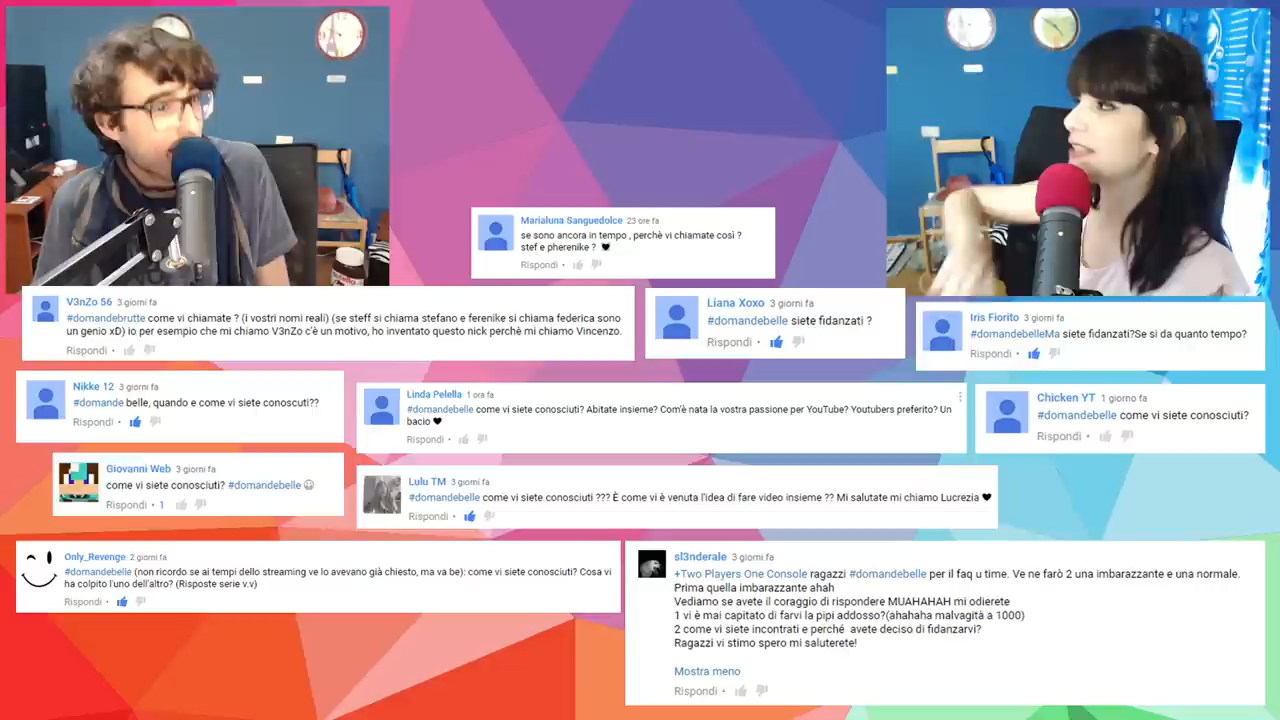 Marialuna Sanguedolce 23 ore fa
se sono ancora in tempo , perchè vi chiamate così ?
stef e pherenike ? ♥
Rispondi •
V3nZo 56 3 giorni fa
#domandebrutte come vi chiamate ? (i vostri nomi reali) (se steff si chiama stefano e ferenike si chiama federica sono
un genio xD) io per esempio che mi chiamo V3nZo c'è un motivo, ho inventato questo nick perchè mi chiamo Vincenzo.
Rispondi •
Liana Xoxo 3 giorni fa
#domandebelle siete fidanzati ?
Rispondi •
Iris Fiorito 3 giorni fa
#domandebelleMa siete fidanzati?Se si da quanto tempo?
Rispondi •
Nikke 12 3 giorni fa
#domande belle, quando e come vi siete conoscuti??
Rispondi •
Linda Pelella 1 ora fa
#domandebelle come vi siete conosciuti? Abitate insieme? Com'è nata la vostra passione per YouTube? Youtubers preferito? Un
bacio ♥
Rispondi •
Chicken YT 1 giorno fa
#domandebelle come vi siete conosciuti?
Rispondi •
Giovanni Web 3 giorni fa
come vi siete conosciuti? #domandebelle 😀
Rispondi • 1
Lulu TM 3 giorni fa
#domandebelle come vi siete conosciuti ??? È come vi è venuta l'idea di fare video insieme ?? Mi salutate mi chiamo Lucrezia ♥
Rispondi •
Only_Revenge 2 giorni fa
#domandebelle (non ricordo se ai tempi dello streaming ve lo avevano già chiesto, ma va be): come vi siete conosciuti? Cosa vi
ha colpito l'uno dell'altro? (Risposte serie v.v)
Rispondi •
sl3nderale 3 giorni fa
+Two Players One Console ragazzi #domandebelle per il faq u time. Ve ne farò 2 una imbarazzante e una normale.
Prima quella imbarazzante ahah
Vediamo se avete il coraggio di rispondere MUAHAHAH mi odierete
1 vi è mai capitato di farvi la pipi addosso?(ahahaha malvagità a 1000)
2 come vi siete incontrati e perché avete deciso di fidanzarvi?
Ragazzi vi stimo spero mi saluterete!
Mostra meno
Rispondi •